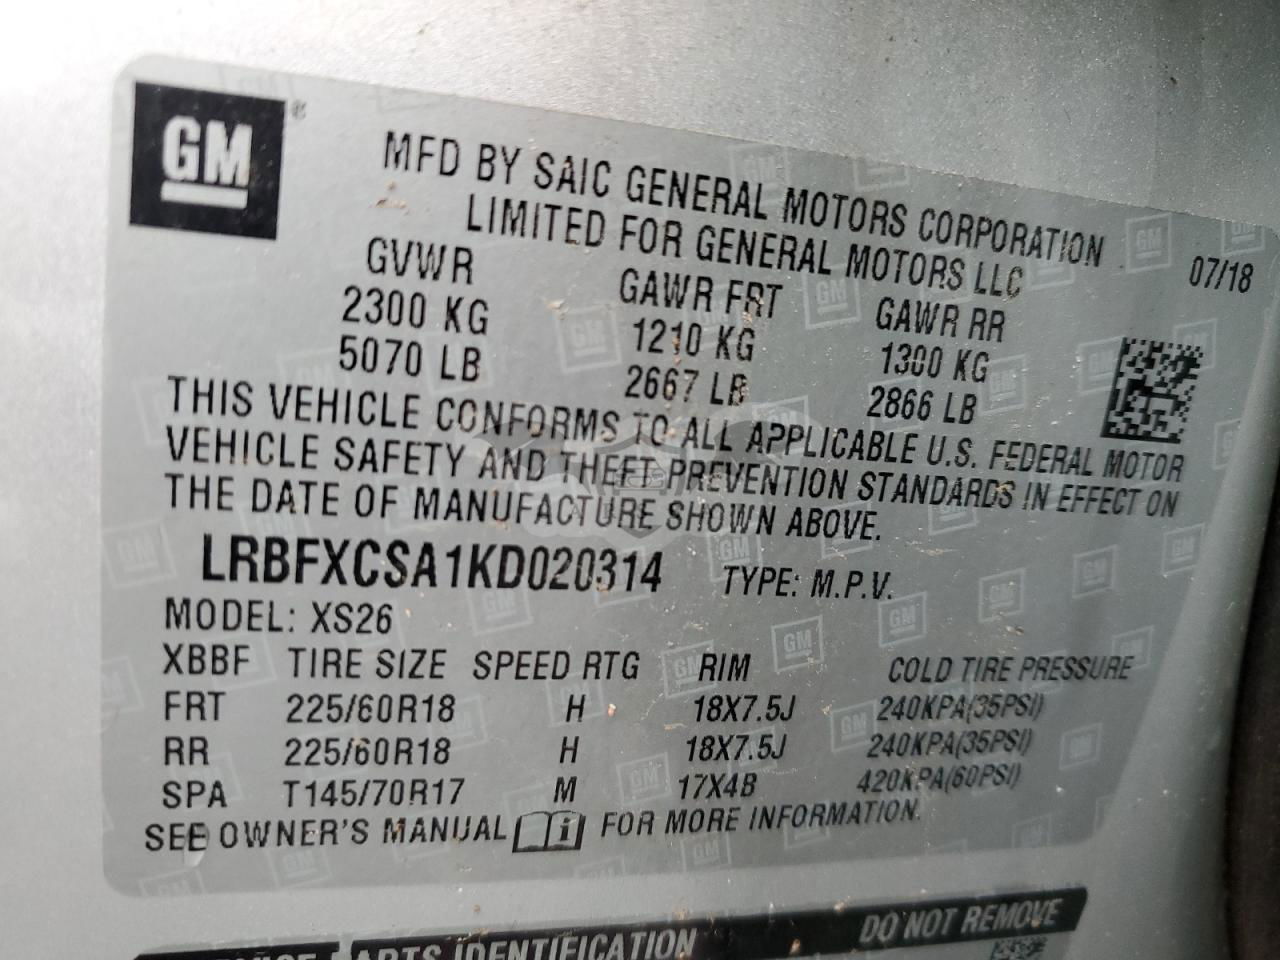 GM ®
MFD BY SAIC GENERAL MOTORS CORPORATION
LIMITED FOR GENERAL MOTORS LLC
07/18
GVWR GAWR FRT GAWR RR
2300 KG 1210 KG 1300 KG
5070 LB 2667 LB 2866 LB
THIS VEHICLE CONFORMS TO ALL APPLICABLE U.S. FEDERAL MOTOR
VEHICLE SAFETY AND THEFT PREVENTION STANDARDS IN EFFECT ON
THE DATE OF MANUFACTURE SHOWN ABOVE.
LRBFXCSA1KD020314 TYPE: M.P.V.
MODEL: XS26
XBBF TIRE SIZE SPEED RTG RIM COLD TIRE PRESSURE
FRT 225/60R18 H 18X7.5J 240KPA(35PSI)
RR 225/60R18 H 18X7.5J 240KPA(35PSI)
SPA T145/70R17 M 17X4B 420KPA(60PSI)
SEE OWNER'S MANUAL i FOR MORE INFORMATION.
DO NOT REMOVE
PARTS IDENTIFICATION